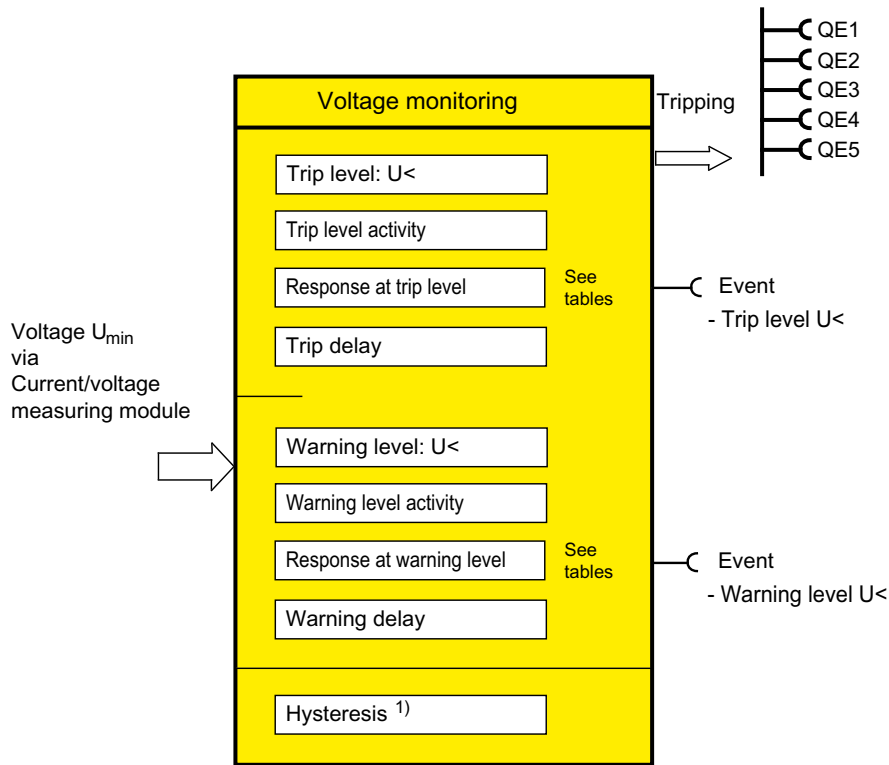 Voltage monitoring
Tripping
QE1
QE2
QE3
QE4
QE5
Trip level: U<
Trip level activity
Response at trip level
See
tables
Event
- Trip level U<
Trip delay
Voltage Umin
via
Current/voltage
measuring module
Warning level: U<
Warning level activity
Response at warning level
See
tables
Event
- Warning level U<
Warning delay
Hysteresis 1)